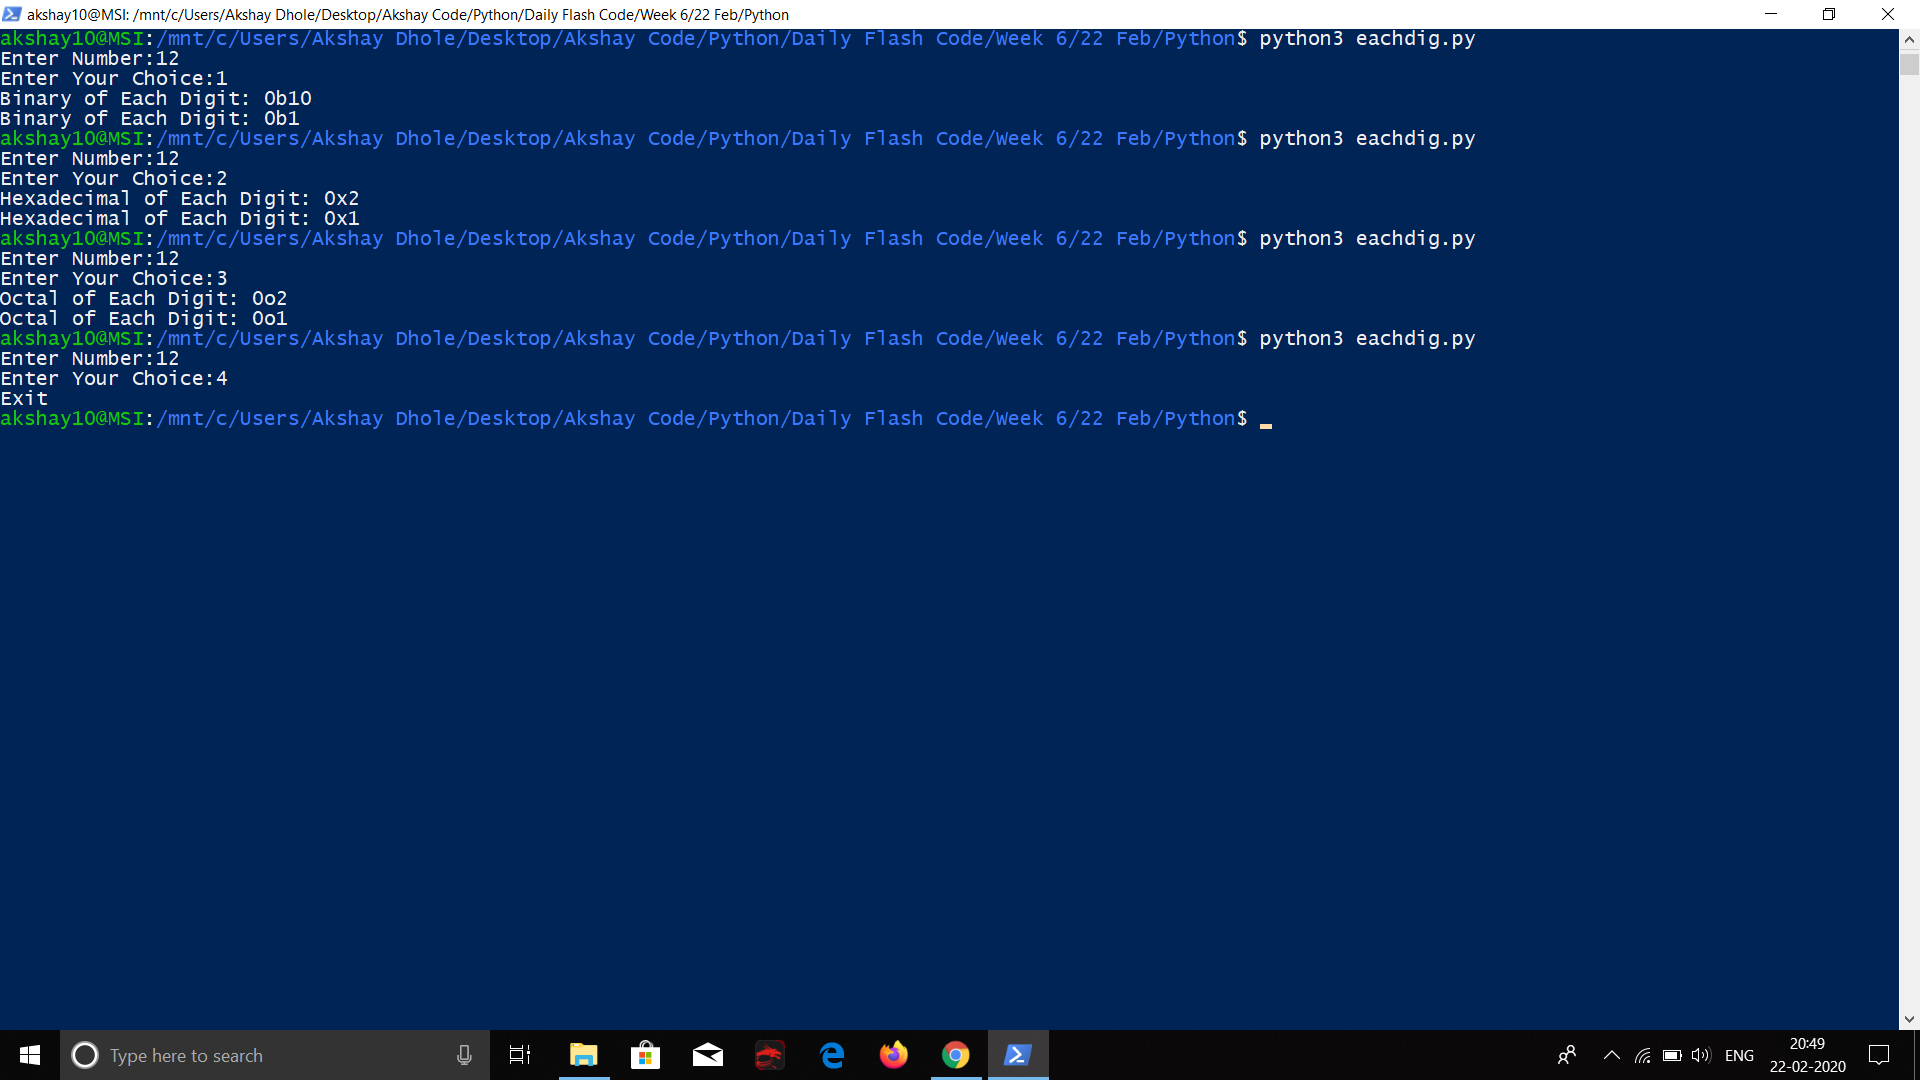 akshay10@MSI: /mnt/c/Users/Akshay Dhole/Desktop/Akshay Code/Python/Daily Flash Code/Week 6/22 Feb/Python
akshay10@MSI:/mnt/c/Users/Akshay Dhole/Desktop/Akshay Code/Python/Daily Flash Code/Week 6/22 Feb/Python$ python3 eachdig.py
Enter Number:12
Enter Your Choice:1
Binary of Each Digit: 0b10
Binary of Each Digit: 0b1
akshay10@MSI:/mnt/c/Users/Akshay Dhole/Desktop/Akshay Code/Python/Daily Flash Code/Week 6/22 Feb/Python$ python3 eachdig.py
Enter Number:12
Enter Your Choice:2
Hexadecimal of Each Digit: 0x2
Hexadecimal of Each Digit: 0x1
akshay10@MSI:/mnt/c/Users/Akshay Dhole/Desktop/Akshay Code/Python/Daily Flash Code/Week 6/22 Feb/Python$ python3 eachdig.py
Enter Number:12
Enter Your Choice:3
Octal of Each Digit: 0o2
Octal of Each Digit: 0o1
akshay10@MSI:/mnt/c/Users/Akshay Dhole/Desktop/Akshay Code/Python/Daily Flash Code/Week 6/22 Feb/Python$ python3 eachdig.py
Enter Number:12
Enter Your Choice:4
Exit
akshay10@MSI:/mnt/c/Users/Akshay Dhole/Desktop/Akshay Code/Python/Daily Flash Code/Week 6/22 Feb/Python$
Type here to search
ENG
20:49
22-02-2020